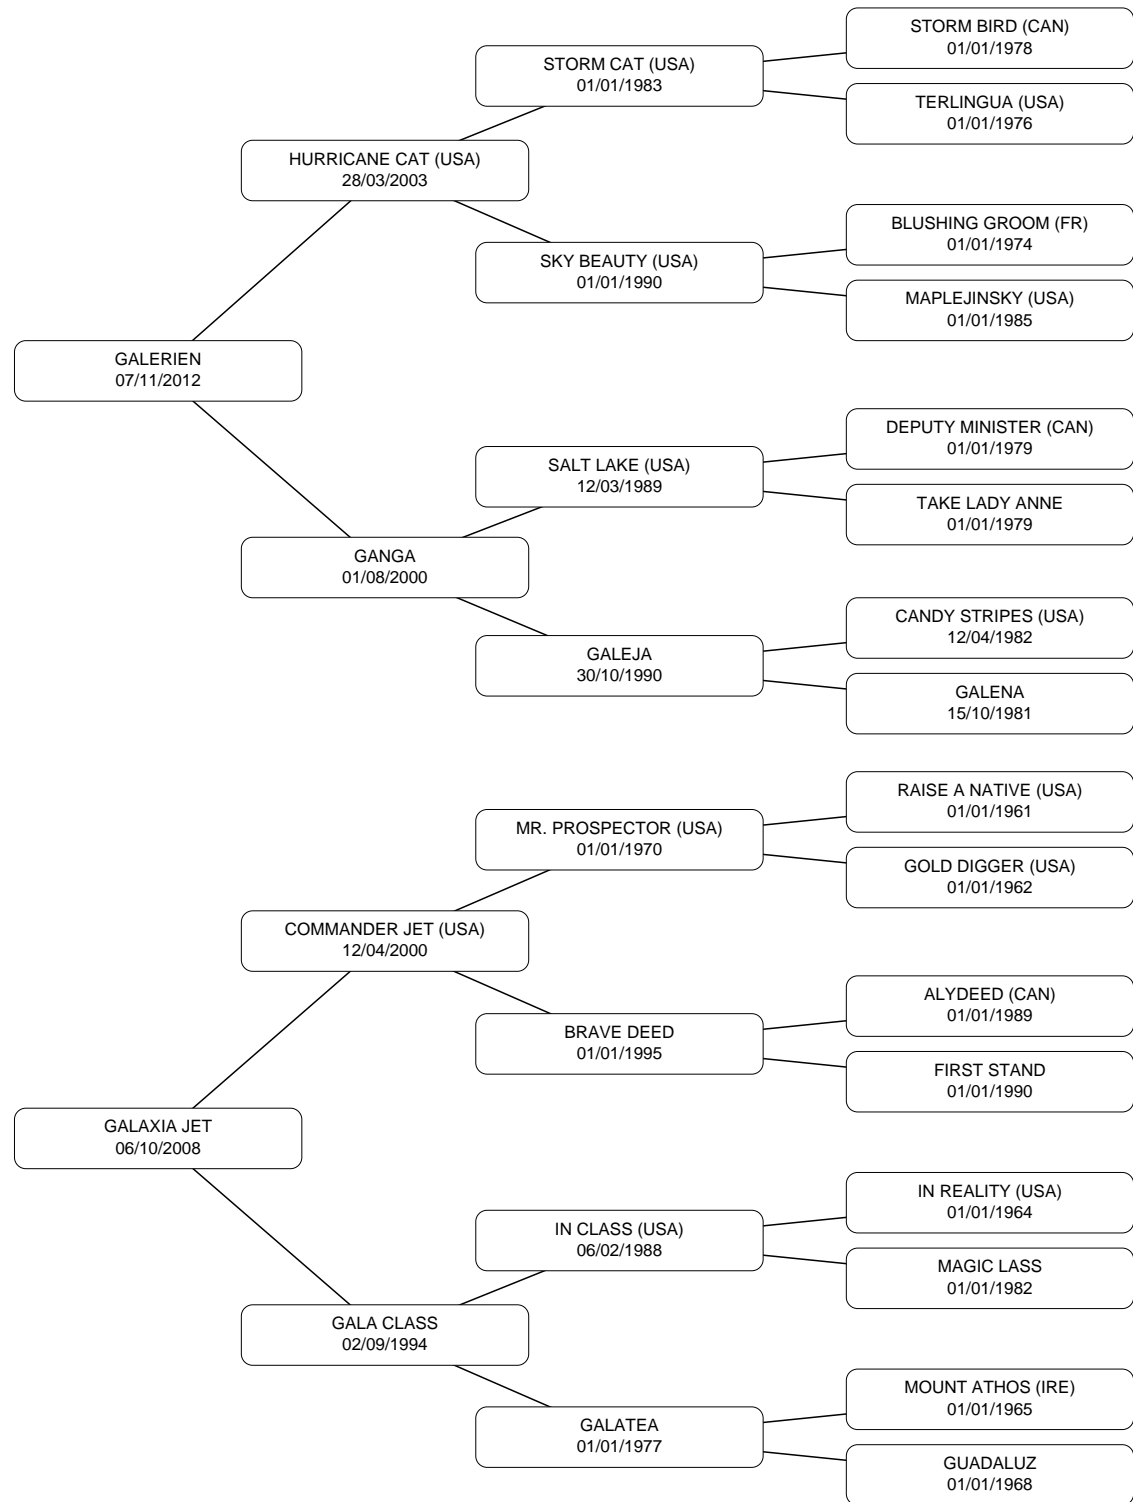 STORM BIRD (CAN)
01/01/1978
STORM CAT (USA)
01/01/1983
TERLINGUA (USA)
01/01/1976
HURRICANE CAT (USA)
28/03/2003
BLUSHING GROOM (FR)
01/01/1974
SKY BEAUTY (USA)
01/01/1990
MAPLEJINSKY (USA)
01/01/1985
GALERIEN
07/11/2012
DEPUTY MINISTER (CAN)
01/01/1979
SALT LAKE (USA)
12/03/1989
TAKE LADY ANNE
01/01/1979
GANGA
01/08/2000
CANDY STRIPES (USA)
12/04/1982
GALEJA
30/10/1990
GALENA
15/10/1981
RAISE A NATIVE (USA)
01/01/1961
MR. PROSPECTOR (USA)
01/01/1970
GOLD DIGGER (USA)
01/01/1962
COMMANDER JET (USA)
12/04/2000
ALYDEED (CAN)
01/01/1989
BRAVE DEED
01/01/1995
FIRST STAND
01/01/1990
GALAXIA JET
06/10/2008
IN REALITY (USA)
01/01/1964
IN CLASS (USA)
06/02/1988
MAGIC LASS
01/01/1982
GALA CLASS
02/09/1994
MOUNT ATHOS (IRE)
01/01/1965
GALATEA
01/01/1977
GUADALUZ
01/01/1968